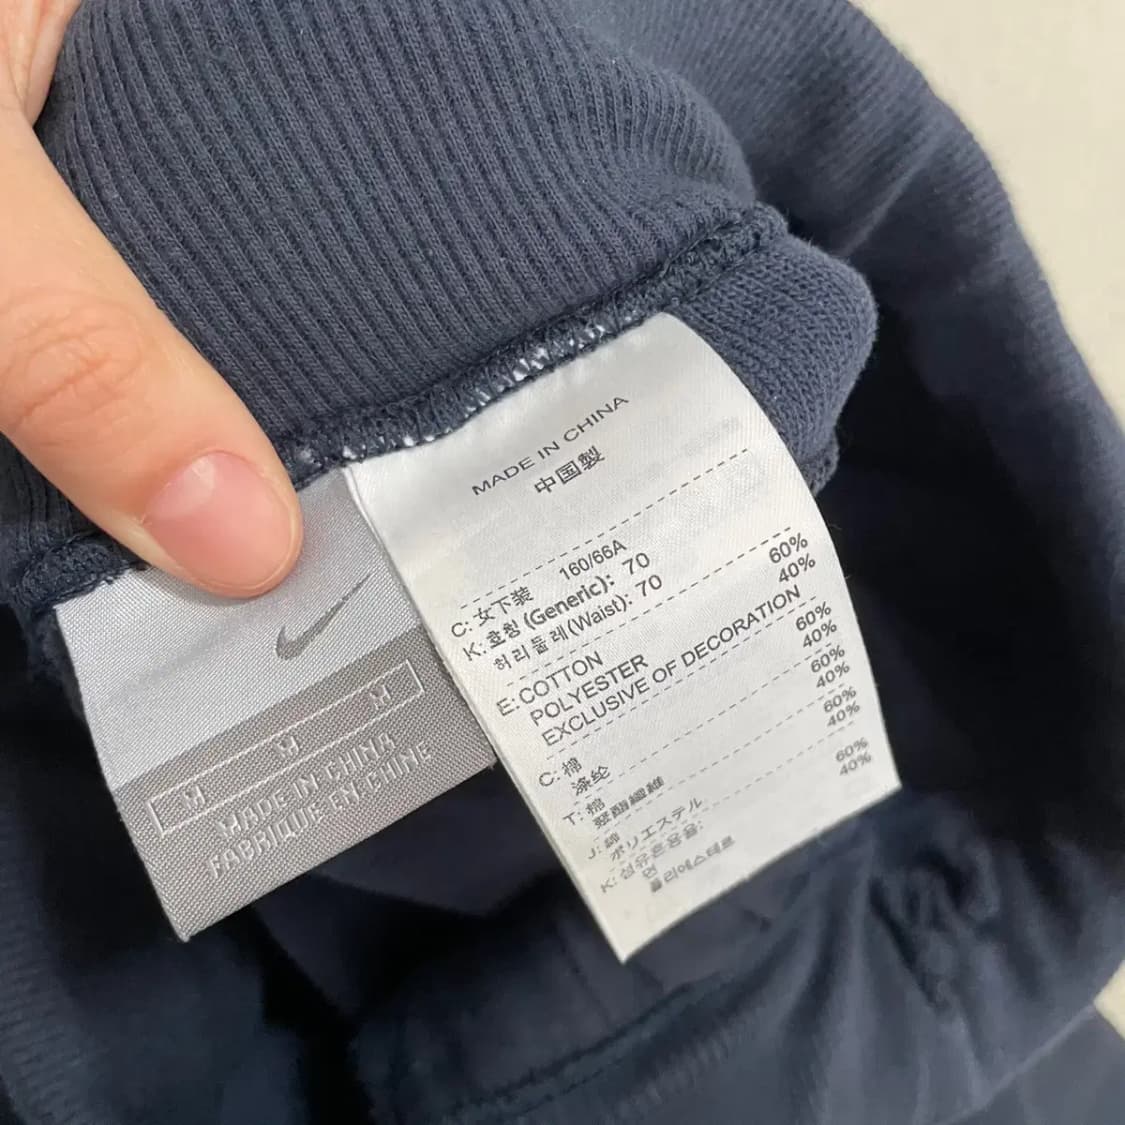 MADE IN CHINA
中国製
C: 女下装 160/66A
K: 호칭 (Generic): 70
허리둘레(Waist): 70
E: COTTON 60%
POLYESTER 40%
EXCLUSIVE OF DECORATION
C: 棉 60%
涤纶 40%
T: 棉 60%
聚酯纖維 40%
J: 綿 60%
ポリエステル 40%
K: 섬유혼용율:
면 60%
폴리에스테르 40%
M M M
MADE IN CHINA
FABRIQUE EN CHINE